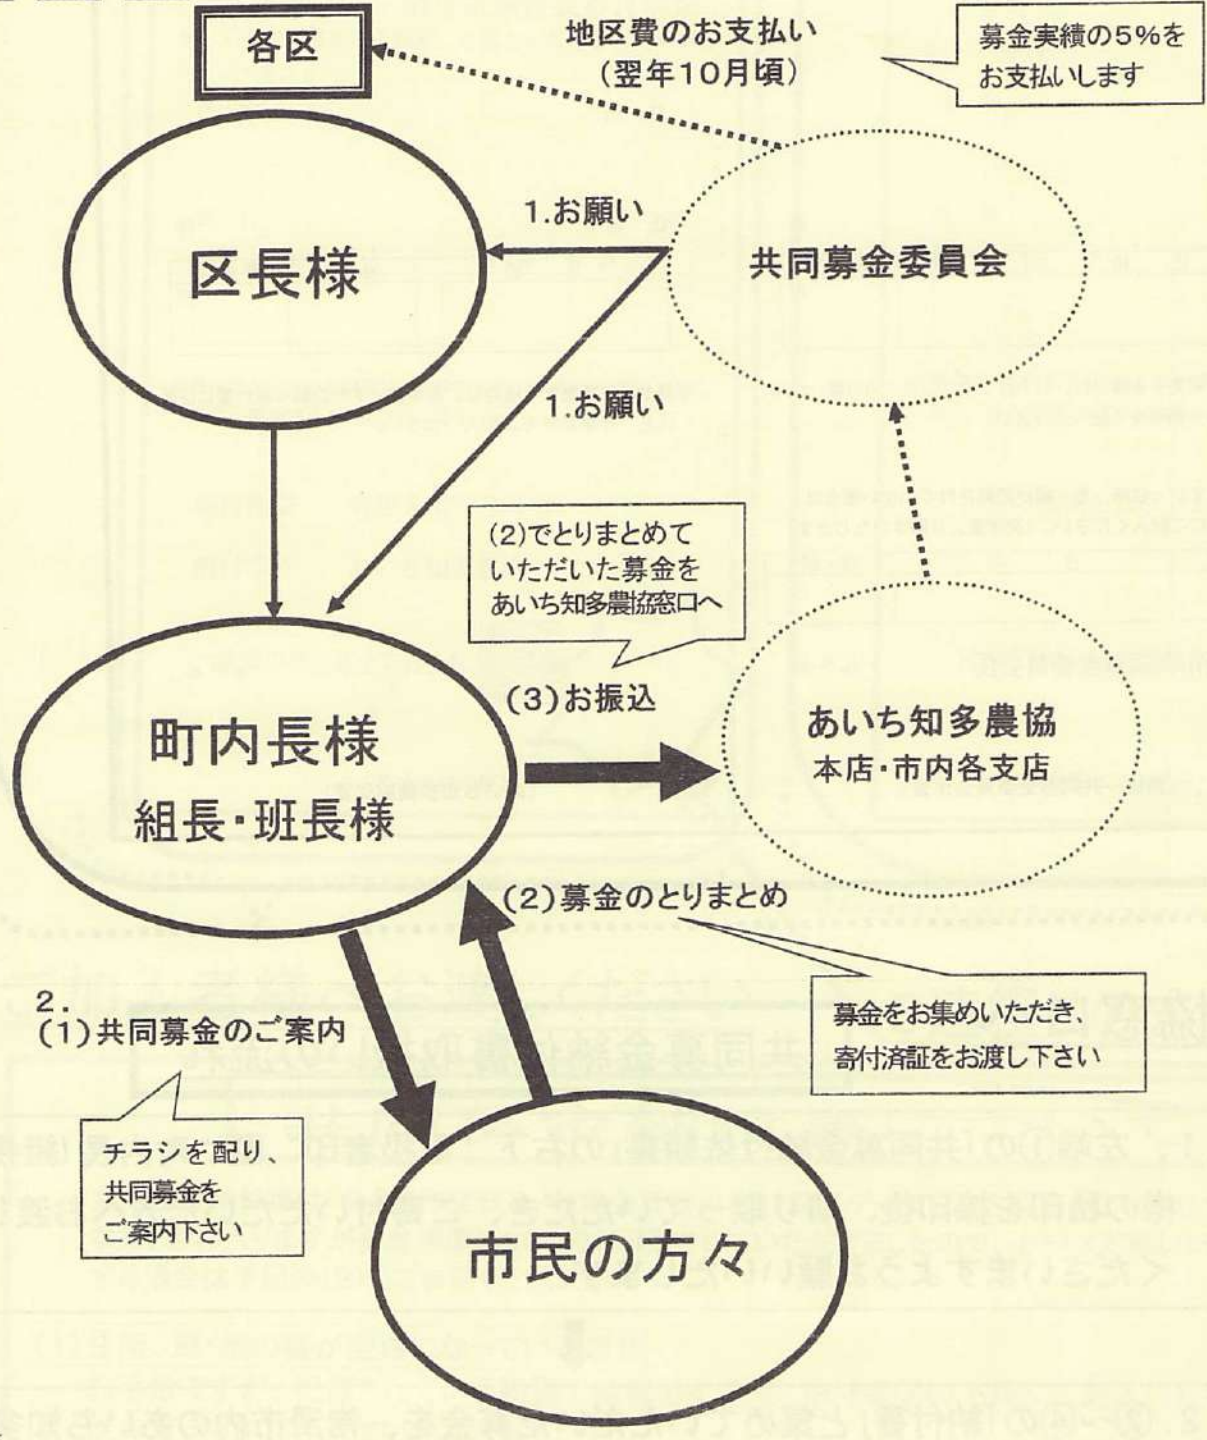 各区
地区費のお支払い
(翌年10月頃)
募金実績の5%を
お支払いします
1.お願い
区長様
共同募金委員会
1.お願い
(2)でとりまとめて
いただいた募金を
あいち知多農協窓口へ
(3)お振込
町内長様
組長・班長様
あいち知多農協
本店・市内各支店
(2)募金のとりまとめ
2.
(1)共同募金のご案内
募金をお集めいただき、
寄付済証をお渡し下さい
チラシを配り、
共同募金を
ご案内下さい
市民の方々